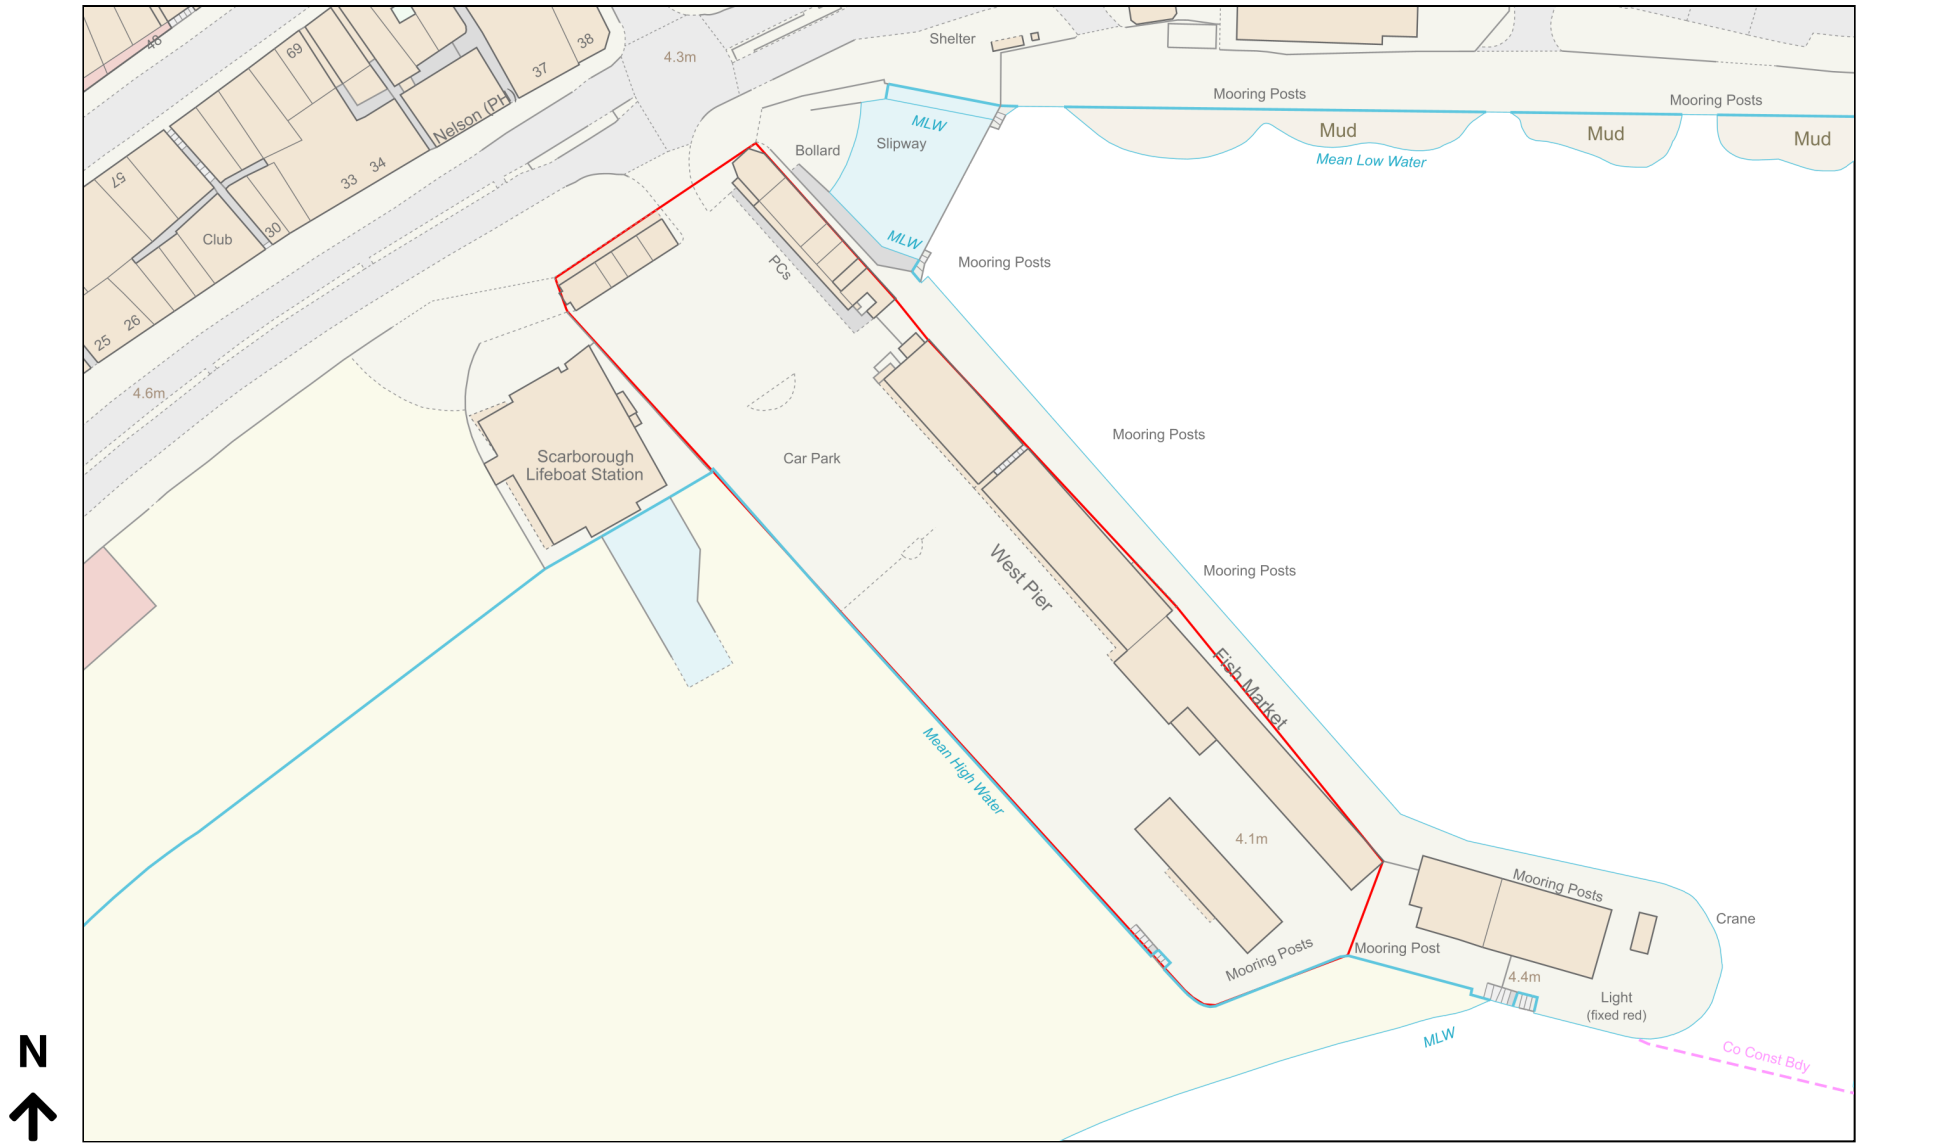 48
69
38
37
4.3m
Shelter
Nelson (PH)
Mooring Posts
Mooring Posts
MLW
Slipway
Bollard
Mud
Mud
Mud
Mean Low Water
57
34
33
30
Club
MLW
PCs
Mooring Posts
26
25
4.6m
Mooring Posts
Car Park
Scarborough
Lifeboat Station
West Pier
Mooring Posts
Fish Market
Mean High Water
4.1m
Mooring Posts
Crane
Mooring Posts
Mooring Post
4.4m
Light
(fixed red)
MLW
Co Const Bdy
N